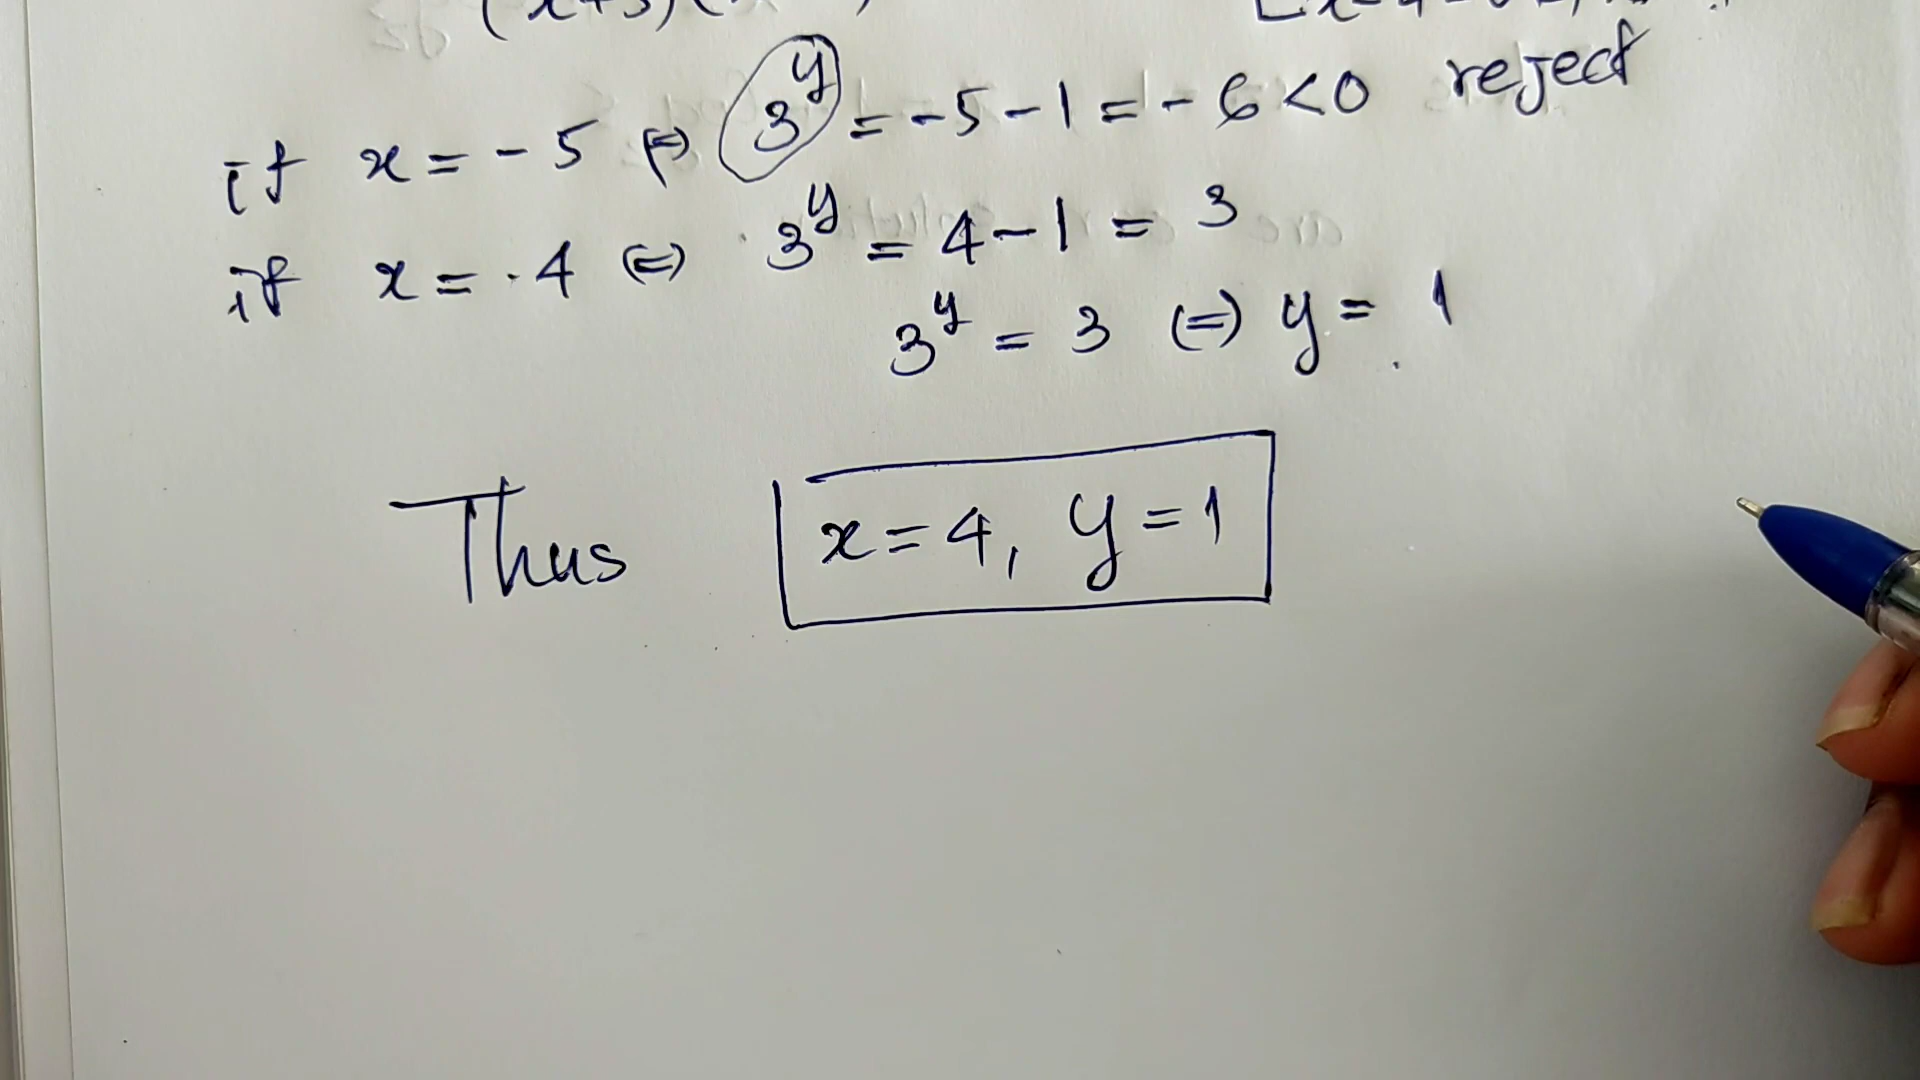 (x+5)(x
if x = -5 (=) 3^y = -5-1 = -6 < 0 reject
if x = 4 (=) 3^y = 4-1 = 3
3^y = 3 (=) y = 1
Thus x=4, y=1